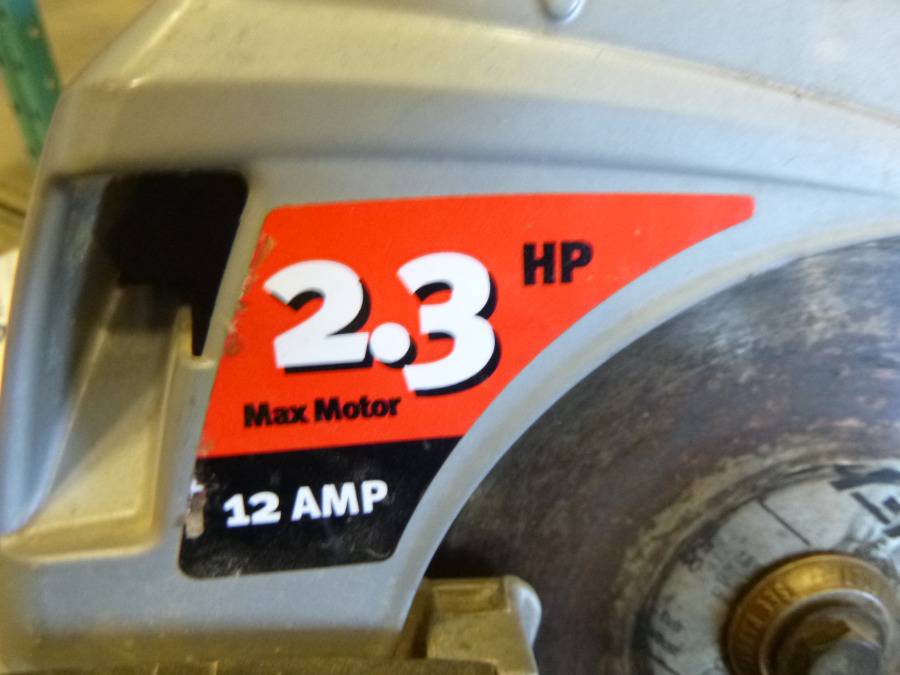 2.3 HP
Max Motor
12 AMP